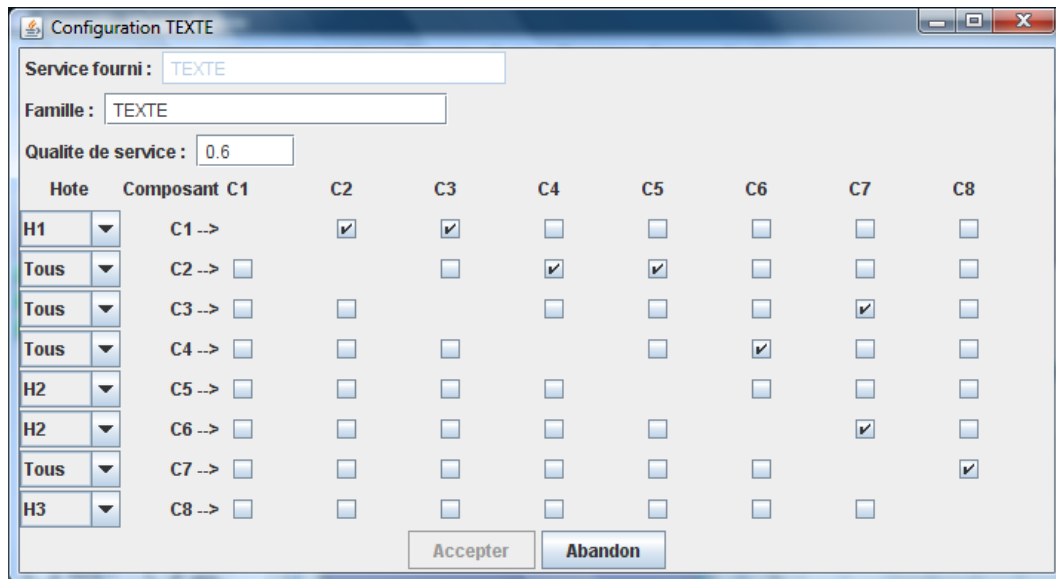 Configuration TEXTE
Service fourni : TEXTE
Famille : TEXTE
Qualite de service : 0.6
Hote Composant C1 C2 C3 C4 C5 C6 C7 C8
H1 C1 -->
Tous C2 -->
Tous C3 -->
Tous C4 -->
H2 C5 -->
H2 C6 -->
Tous C7 -->
H3 C8 -->
Accepter Abandon